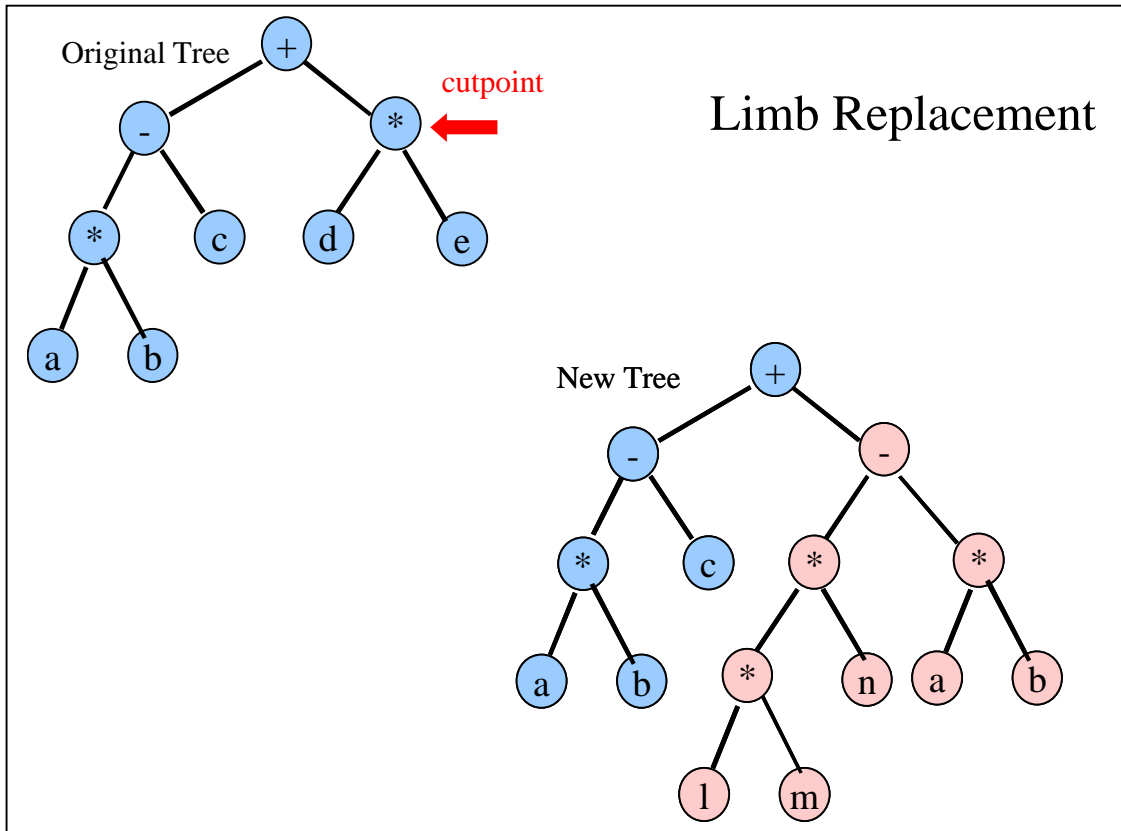 Limb Replacement
Original Tree
cutpoint
+
- *
* c d e
a b
New Tree
+
- -
* c * *
a b * n a b
l m